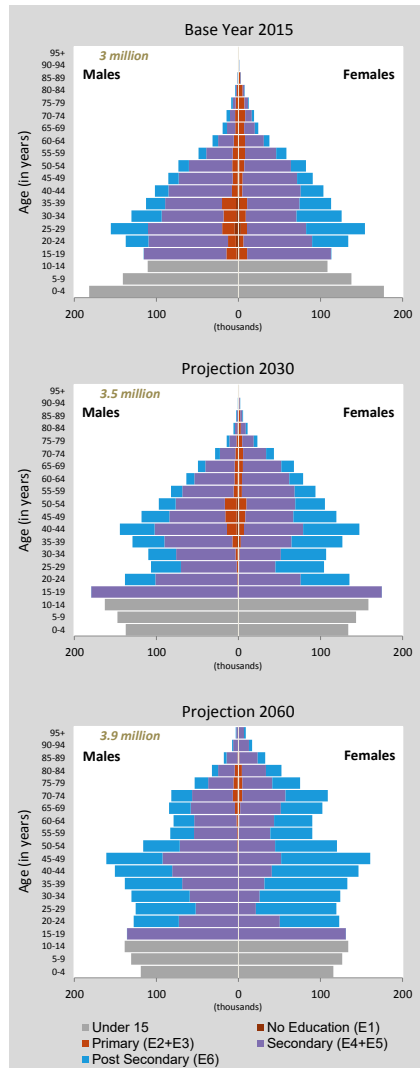 Base Year 2015
3 million
Males
Females
Age (in years)
95+
90-94
85-89
80-84
75-79
70-74
65-69
60-64
55-59
50-54
45-49
40-44
35-39
30-34
25-29
20-24
15-19
10-14
5-9
0-4
200 100 0 100 200
(thousands)
Projection 2030
3.5 million
Males
Females
Age (in years)
95+
90-94
85-89
80-84
75-79
70-74
65-69
60-64
55-59
50-54
45-49
40-44
35-39
30-34
25-29
20-24
15-19
10-14
5-9
0-4
200 100 0 100 200
(thousands)
Projection 2060
3.9 million
Males
Females
Age (in years)
95+
90-94
85-89
80-84
75-79
70-74
65-69
60-64
55-59
50-54
45-49
40-44
35-39
30-34
25-29
20-24
15-19
10-14
5-9
0-4
200 100 0 100 200
Under 15 No Education (E1)
Primary (E2+E3) Secondary (E4+E5)
Post Secondary (E6)